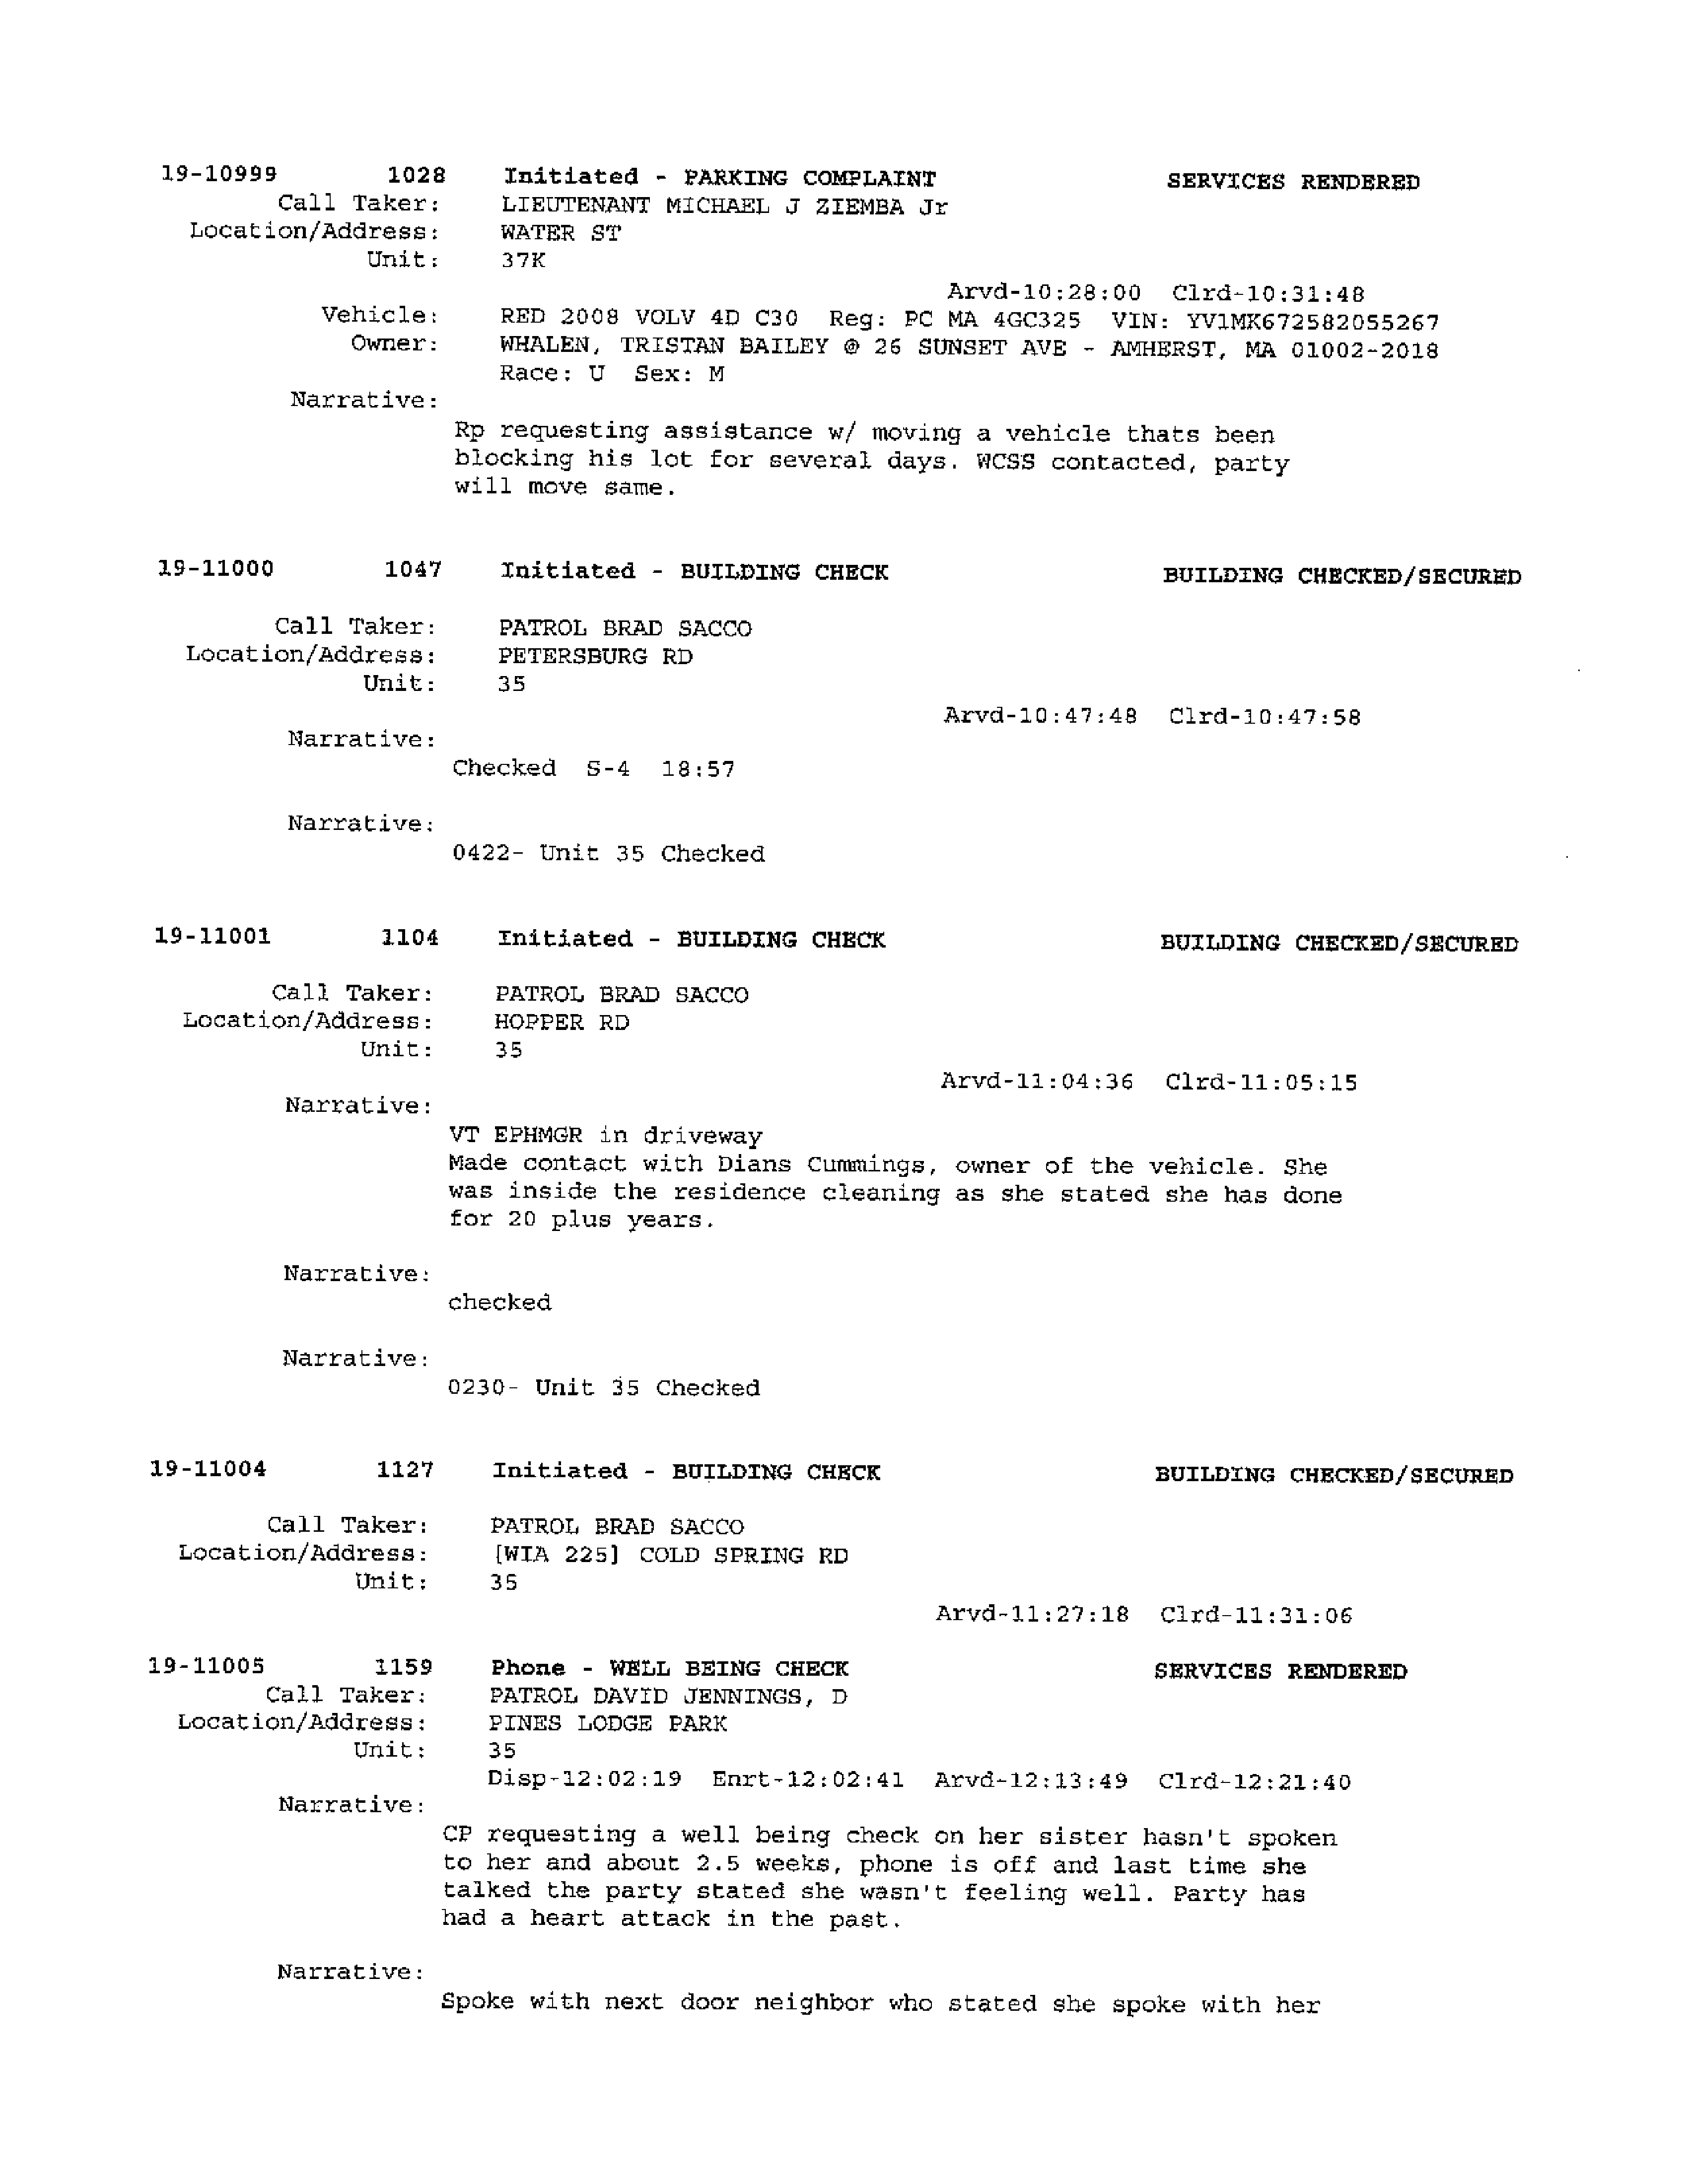 19-10999 1028 Initiated - PARKING COMPLAINT SERVICES RENDERED
Call Taker: LIEUTENANT MICHAEL J ZIEMBA Jr
Location/Address: WATER ST
Unit: 37K
Arvd-10:28:00 Clrd-10:31:48
Vehicle: RED 2008 VOLV 4D C30 Reg: PC MA 4GC325 VIN: YV1MK672582055267
Owner: WHALEN, TRISTAN BAILEY @ 26 SUNSET AVE - AMHERST, MA 01002-2018
Race: U Sex: M
Narrative:
Rp requesting assistance w/ moving a vehicle thats been
blocking his lot for several days. WCSS contacted, party
will move same.
19-11000 1047 Initiated - BUILDING CHECK BUILDING CHECKED/SECURED
Call Taker: PATROL BRAD SACCO
Location/Address: PETERSBURG RD
Unit: 35
Arvd-10:47:48 Clrd-10:47:58
Narrative:
Checked S-4 18:57
Narrative:
0422- Unit 35 Checked
19-11001 1104 Initiated - BUILDING CHECK BUILDING CHECKED/SECURED
Call Taker: PATROL BRAD SACCO
Location/Address: HOPPER RD
Unit: 35
Arvd-11:04:36 Clrd-11:05:15
Narrative:
VT EPHMGR in driveway
Made contact with Dians Cummings, owner of the vehicle. She
was inside the residence cleaning as she stated she has done
for 20 plus years.
Narrative:
checked
Narrative:
0230- Unit 35 Checked
19-11004 1127 Initiated - BUILDING CHECK BUILDING CHECKED/SECURED
Call Taker: PATROL BRAD SACCO
Location/Address: [WIA 225] COLD SPRING RD
Unit: 35
Arvd-11:27:18 Clrd-11:31:06
19-11005 1159 Phone - WELL BEING CHECK SERVICES RENDERED
Call Taker: PATROL DAVID JENNINGS, D
Location/Address: PINES LODGE PARK
Unit: 35
Disp-12:02:19 Enrt-12:02:41 Arvd-12:13:49 Clrd-12:21:40
Narrative:
CP requesting a well being check on her sister hasn't spoken
to her and about 2.5 weeks, phone is off and last time she
talked the party stated she wasn't feeling well. Party has
had a heart attack in the past.
Narrative:
Spoke with next door neighbor who stated she spoke with her